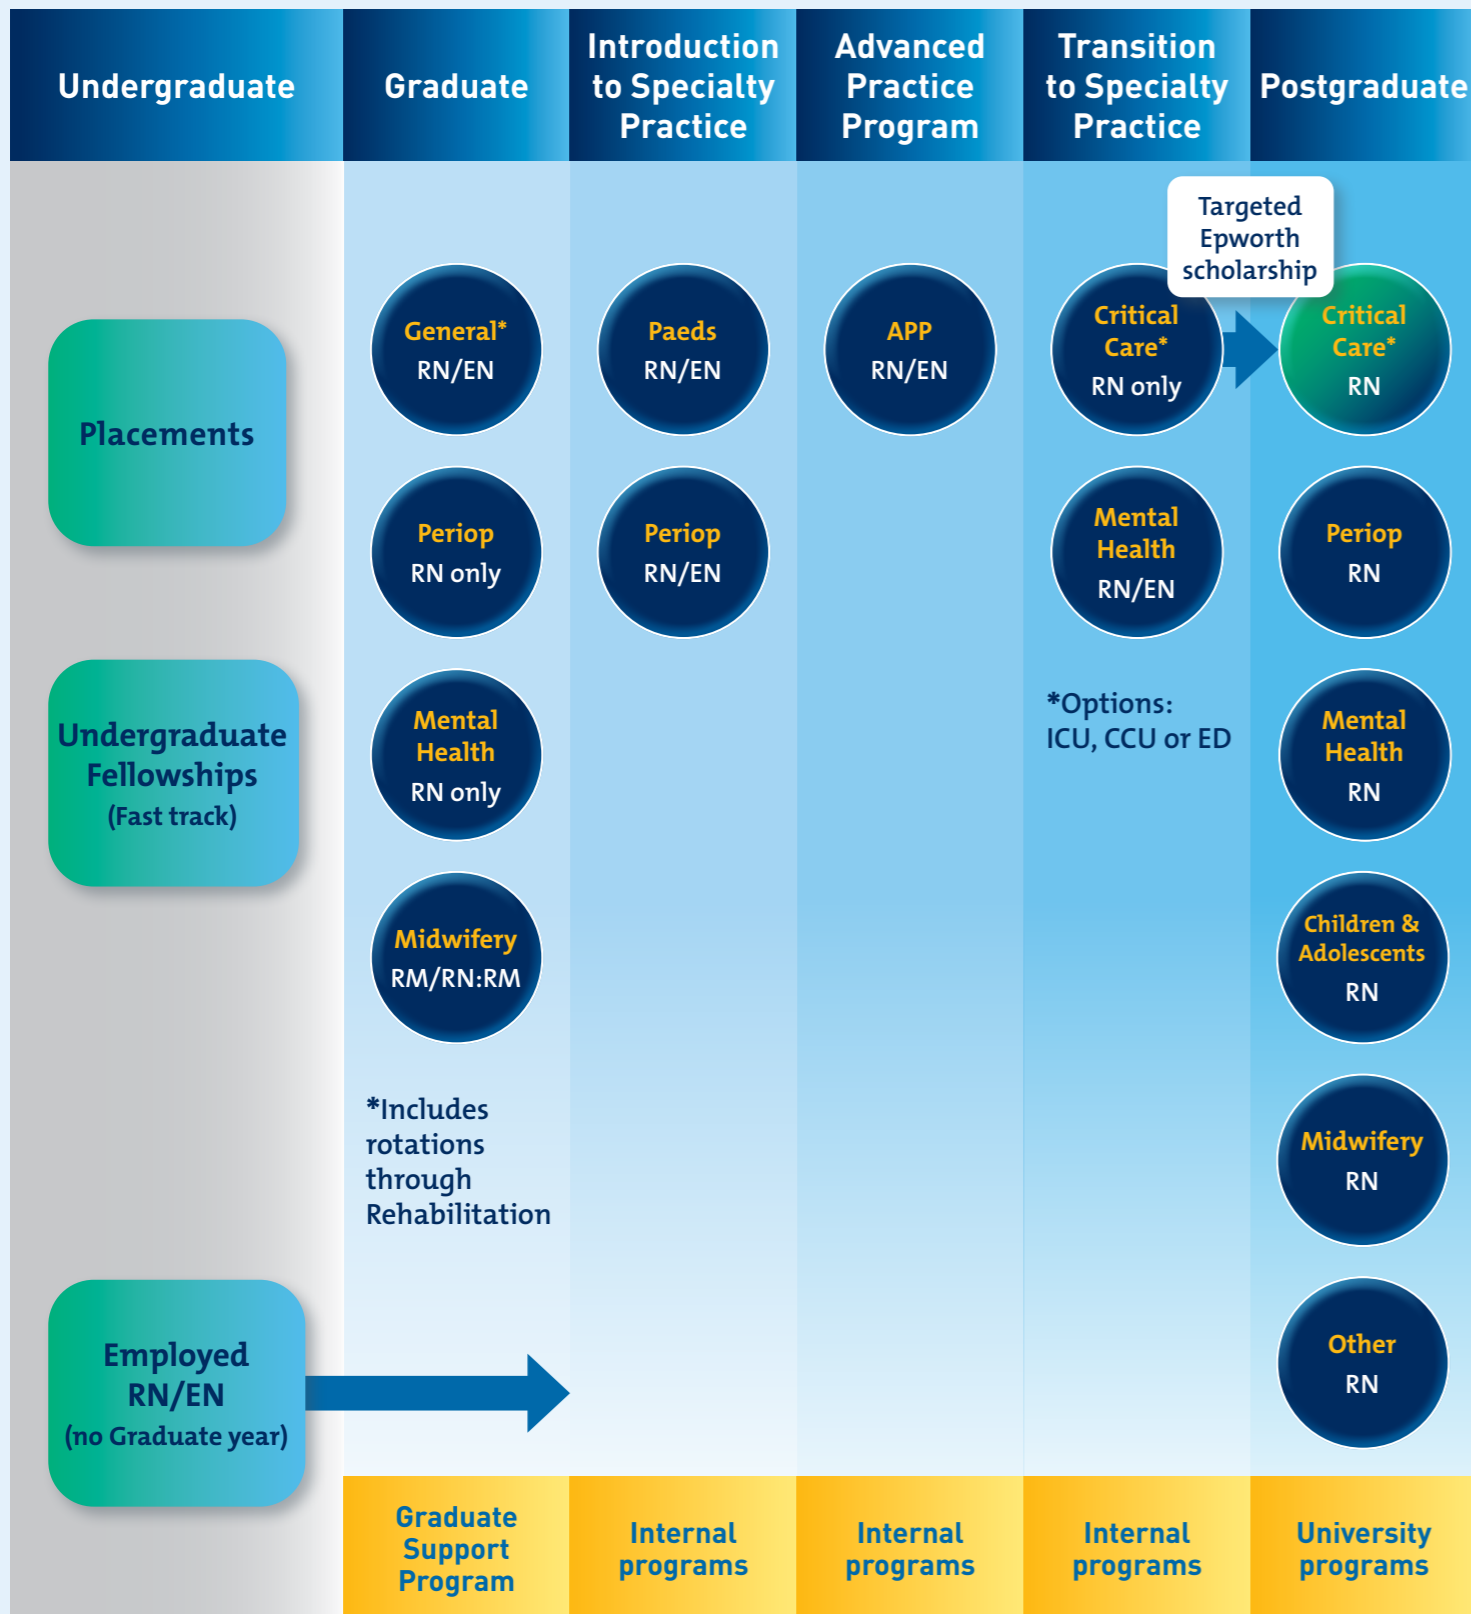 Undergraduate
Graduate
Introduction
to Specialty
Practice
Advanced
Practice
Program
Transition
to Specialty
Practice
Postgraduate
Placements
Undergraduate
Fellowships
(Fast track)
Employed
RN/EN
(no Graduate year)
General*
RN/EN
Periop
RN only
Mental
Health
RN only
Midwifery
RM/RN:RM
*Includes
rotations
through
Rehabilitation
Graduate
Support
Program
Paeds
RN/EN
Periop
RN/EN
Internal
programs
APP
RN/EN
Internal
programs
Targeted
Epworth
scholarship
Critical
Care*
RN only
Mental
Health
RN/EN
*Options:
ICU, CCU or ED
Internal
programs
Critical
Care*
RN
Periop
RN
Mental
Health
RN
Children &
Adolescents
RN
Midwifery
RN
Other
RN
University
programs